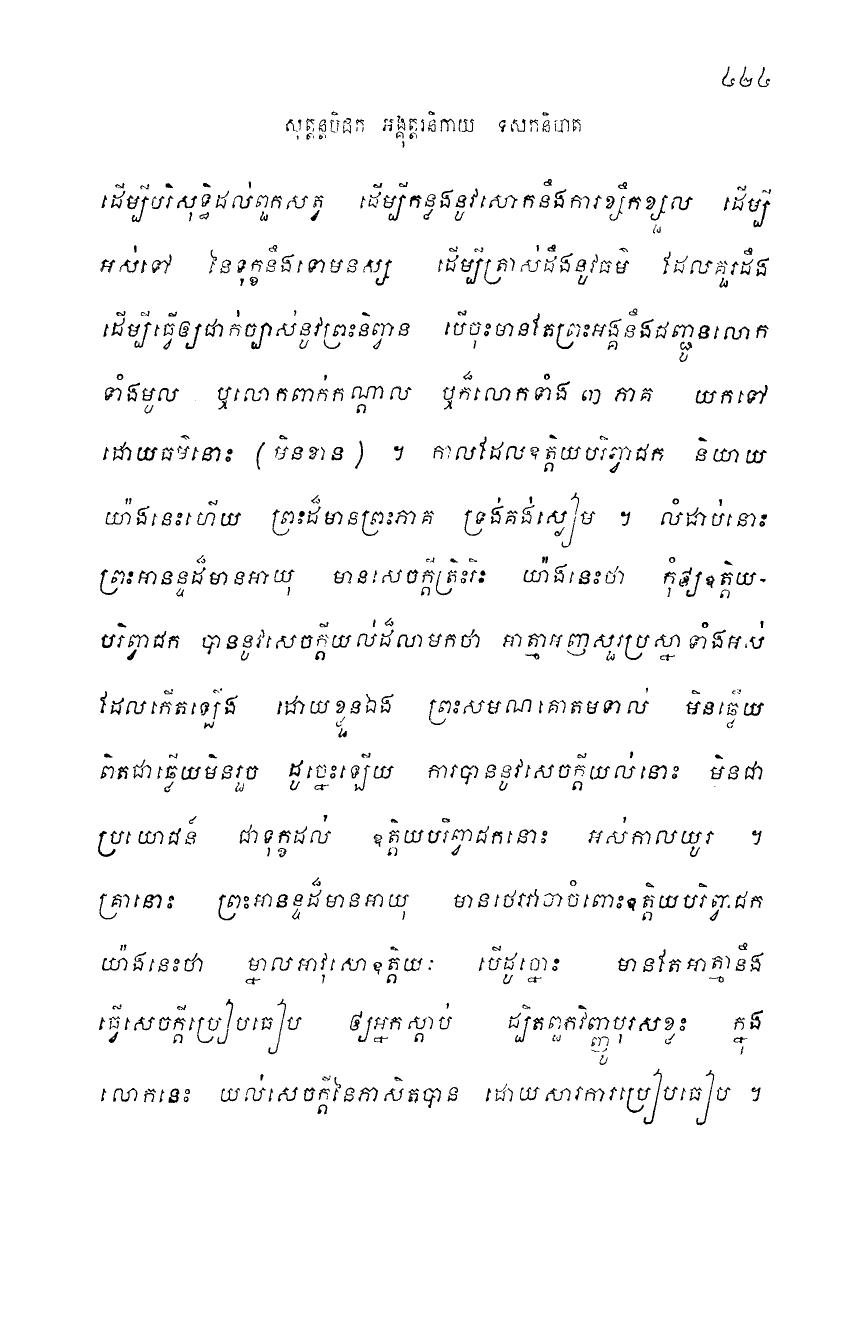 ៤២៤
សុត្តន្តបិដក អង្គុត្តរនិកាយ ទសកនិបាត
ដើម្បីបរិសុទ្ធិដល់ពួកសត្វ ដើម្បីកន្លងនូវសោកនឹងការខ្សឹកខ្សួល ដើម្បី
អស់ទៅ នៃទុក្ខនឹងទោមនស្ស ដើម្បីត្រាស់ដឹងនូវធម៌ ដែលគួរដឹង
ដើម្បីធ្វើឲ្យជាក់ច្បាស់នូវព្រះនិព្វាន បើចុះមានតែព្រះអង្គនឹងដញ្ជូនលោក
ទាំងមូល ឬលោកពាក់កណ្តាល ឬក៏លោកទាំង ៣ ភាគ យកទៅ
ដោយធម៌នោះ (មិនខាន) ។ កាលដែលឧត្តិយបរិព្វាជក និយាយ
យ៉ាងនេះហើយ ព្រះដ៏មានព្រះភាគ ទ្រង់គង់ស្ងៀម ។ លំដាប់នោះ
ព្រះអានន្ទដ៏មានអាយុ មានសេចក្តីត្រិះរិះ យ៉ាងនេះថា កុំឲ្យឧត្តិយ-
បរិព្វាជក បាននូវសេចក្តីយល់ដ៏លាមកថា អាត្មាអញសួរប្រស្នាទាំងអស់
ដែលកើតឡើង ដោយខ្លួនឯង ព្រះសមណគោតមទាល់ មិនឆ្លើយ
ពិតជាឆ្លើយមិនរួច ដូច្នេះឡើយ ការបាននូវសេចក្តីយល់នោះ មិនជា
ប្រយោជន៍ ជាទុក្ខដល់ ឧត្តិយបរិព្វាជកនោះ អស់កាលយូរ ។
គ្រានោះ ព្រះអានន្ទដ៏មានអាយុ មានថេរវាចាចំពោះឧត្តិយបរិព្វាជក
យ៉ាងនេះថា ម្នាលអាវុសោឧត្តិយៈ បើដូច្នោះ មានតែអាត្មានឹង
ធ្វើសេចក្តីប្រៀបធៀប ឲ្យអ្នកស្តាប់ ដ្បិតពួកវិញ្ញូបុរសខ្លះ ក្នុង
លោកនេះ យល់សេចក្តីនៃភាសិតបាន ដោយសារការប្រៀបធៀប ។